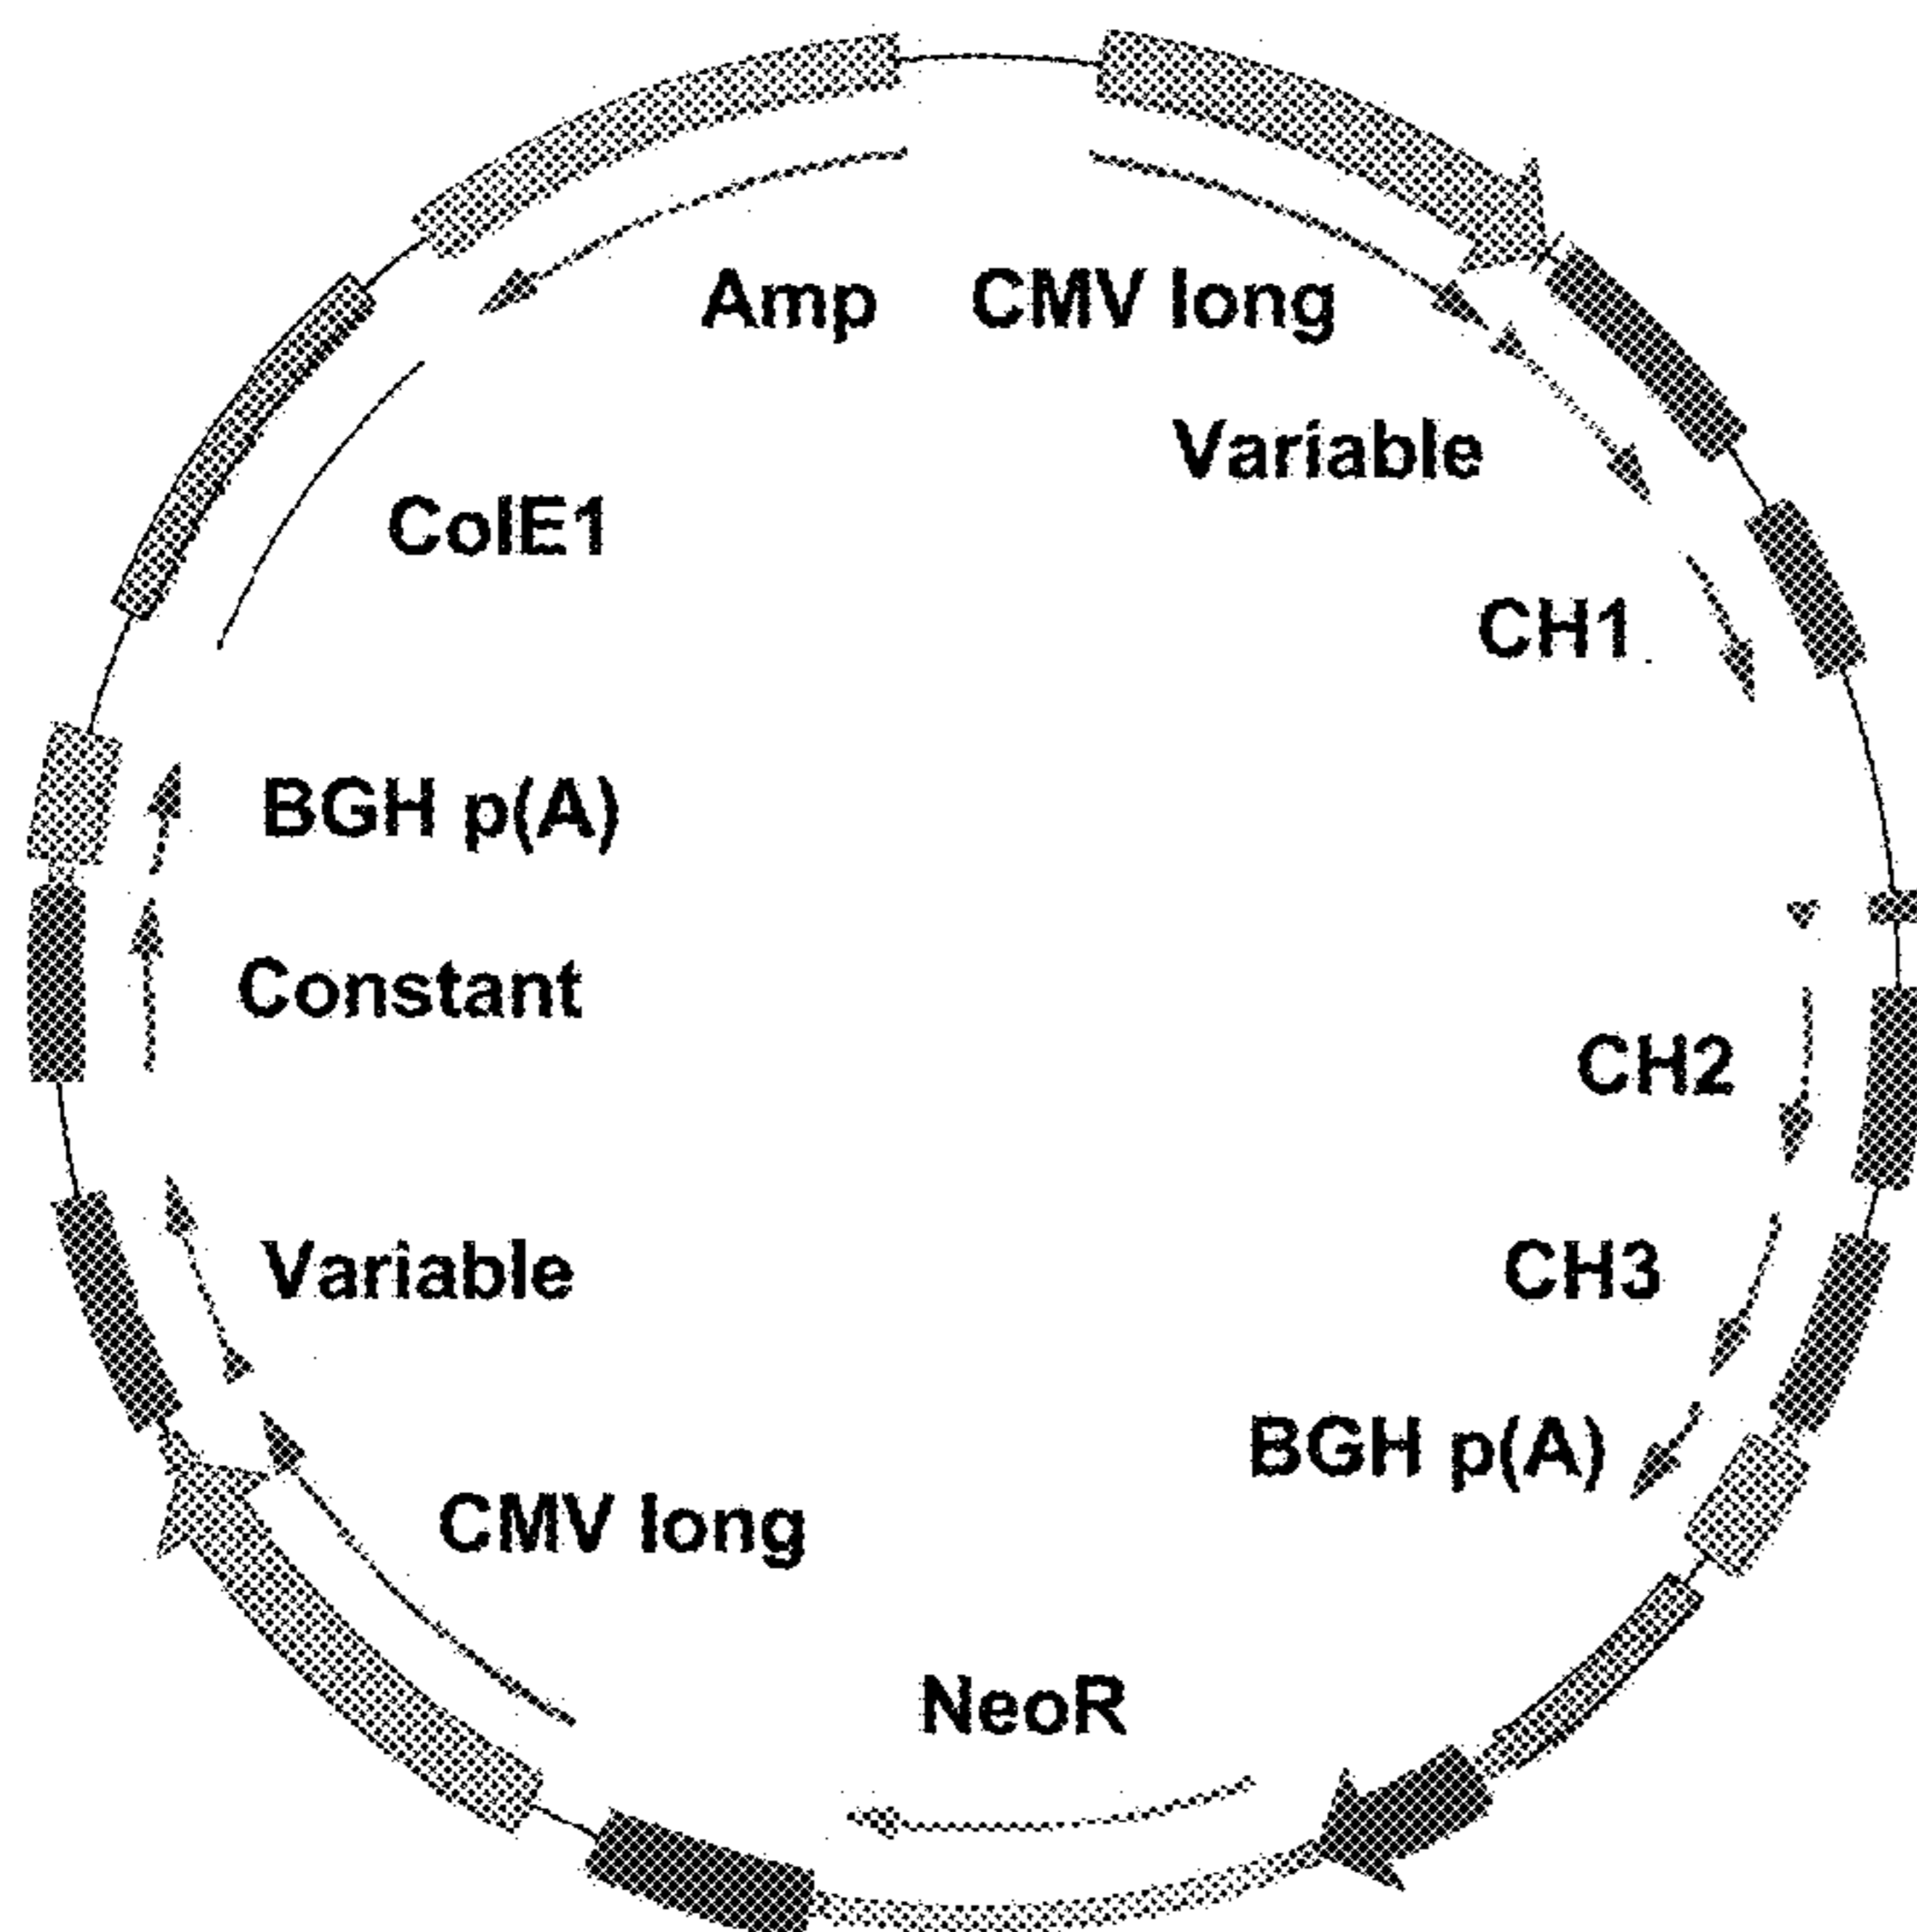 Amp CMV long
Variable
ColE1
CH1
BGH p(A)
Constant
CH2
Variable
CH3
BGH p(A)
CMV long
NeoR